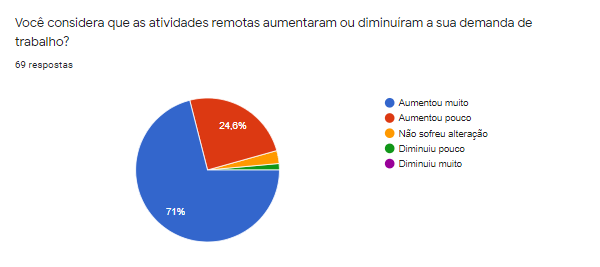 Você considera que as atividades remotas aumentaram ou diminuíram a sua demanda de
trabalho?
69 respostas
24,6%
71%
Aumentou muito
Aumentou pouco
Não sofreu alteração
Diminuiu pouco
Diminuiu muito